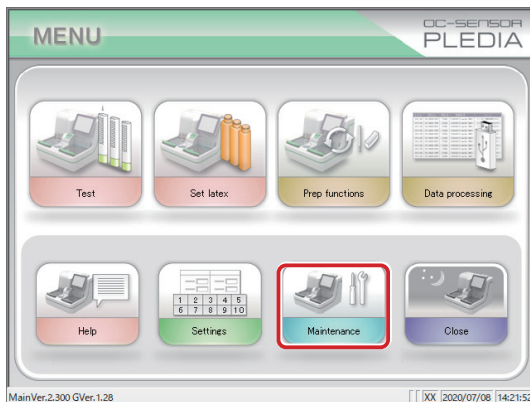 MENU
OC-SENSOR
PLEDIA
Test
Set latex
Prep functions
Data processing
Help
1 2 3 4 5
6 7 8 9 10
Settings
Maintenance
Close
MainVer.2.300 GVer.1.28
XX 2020/07/08 14:21:52